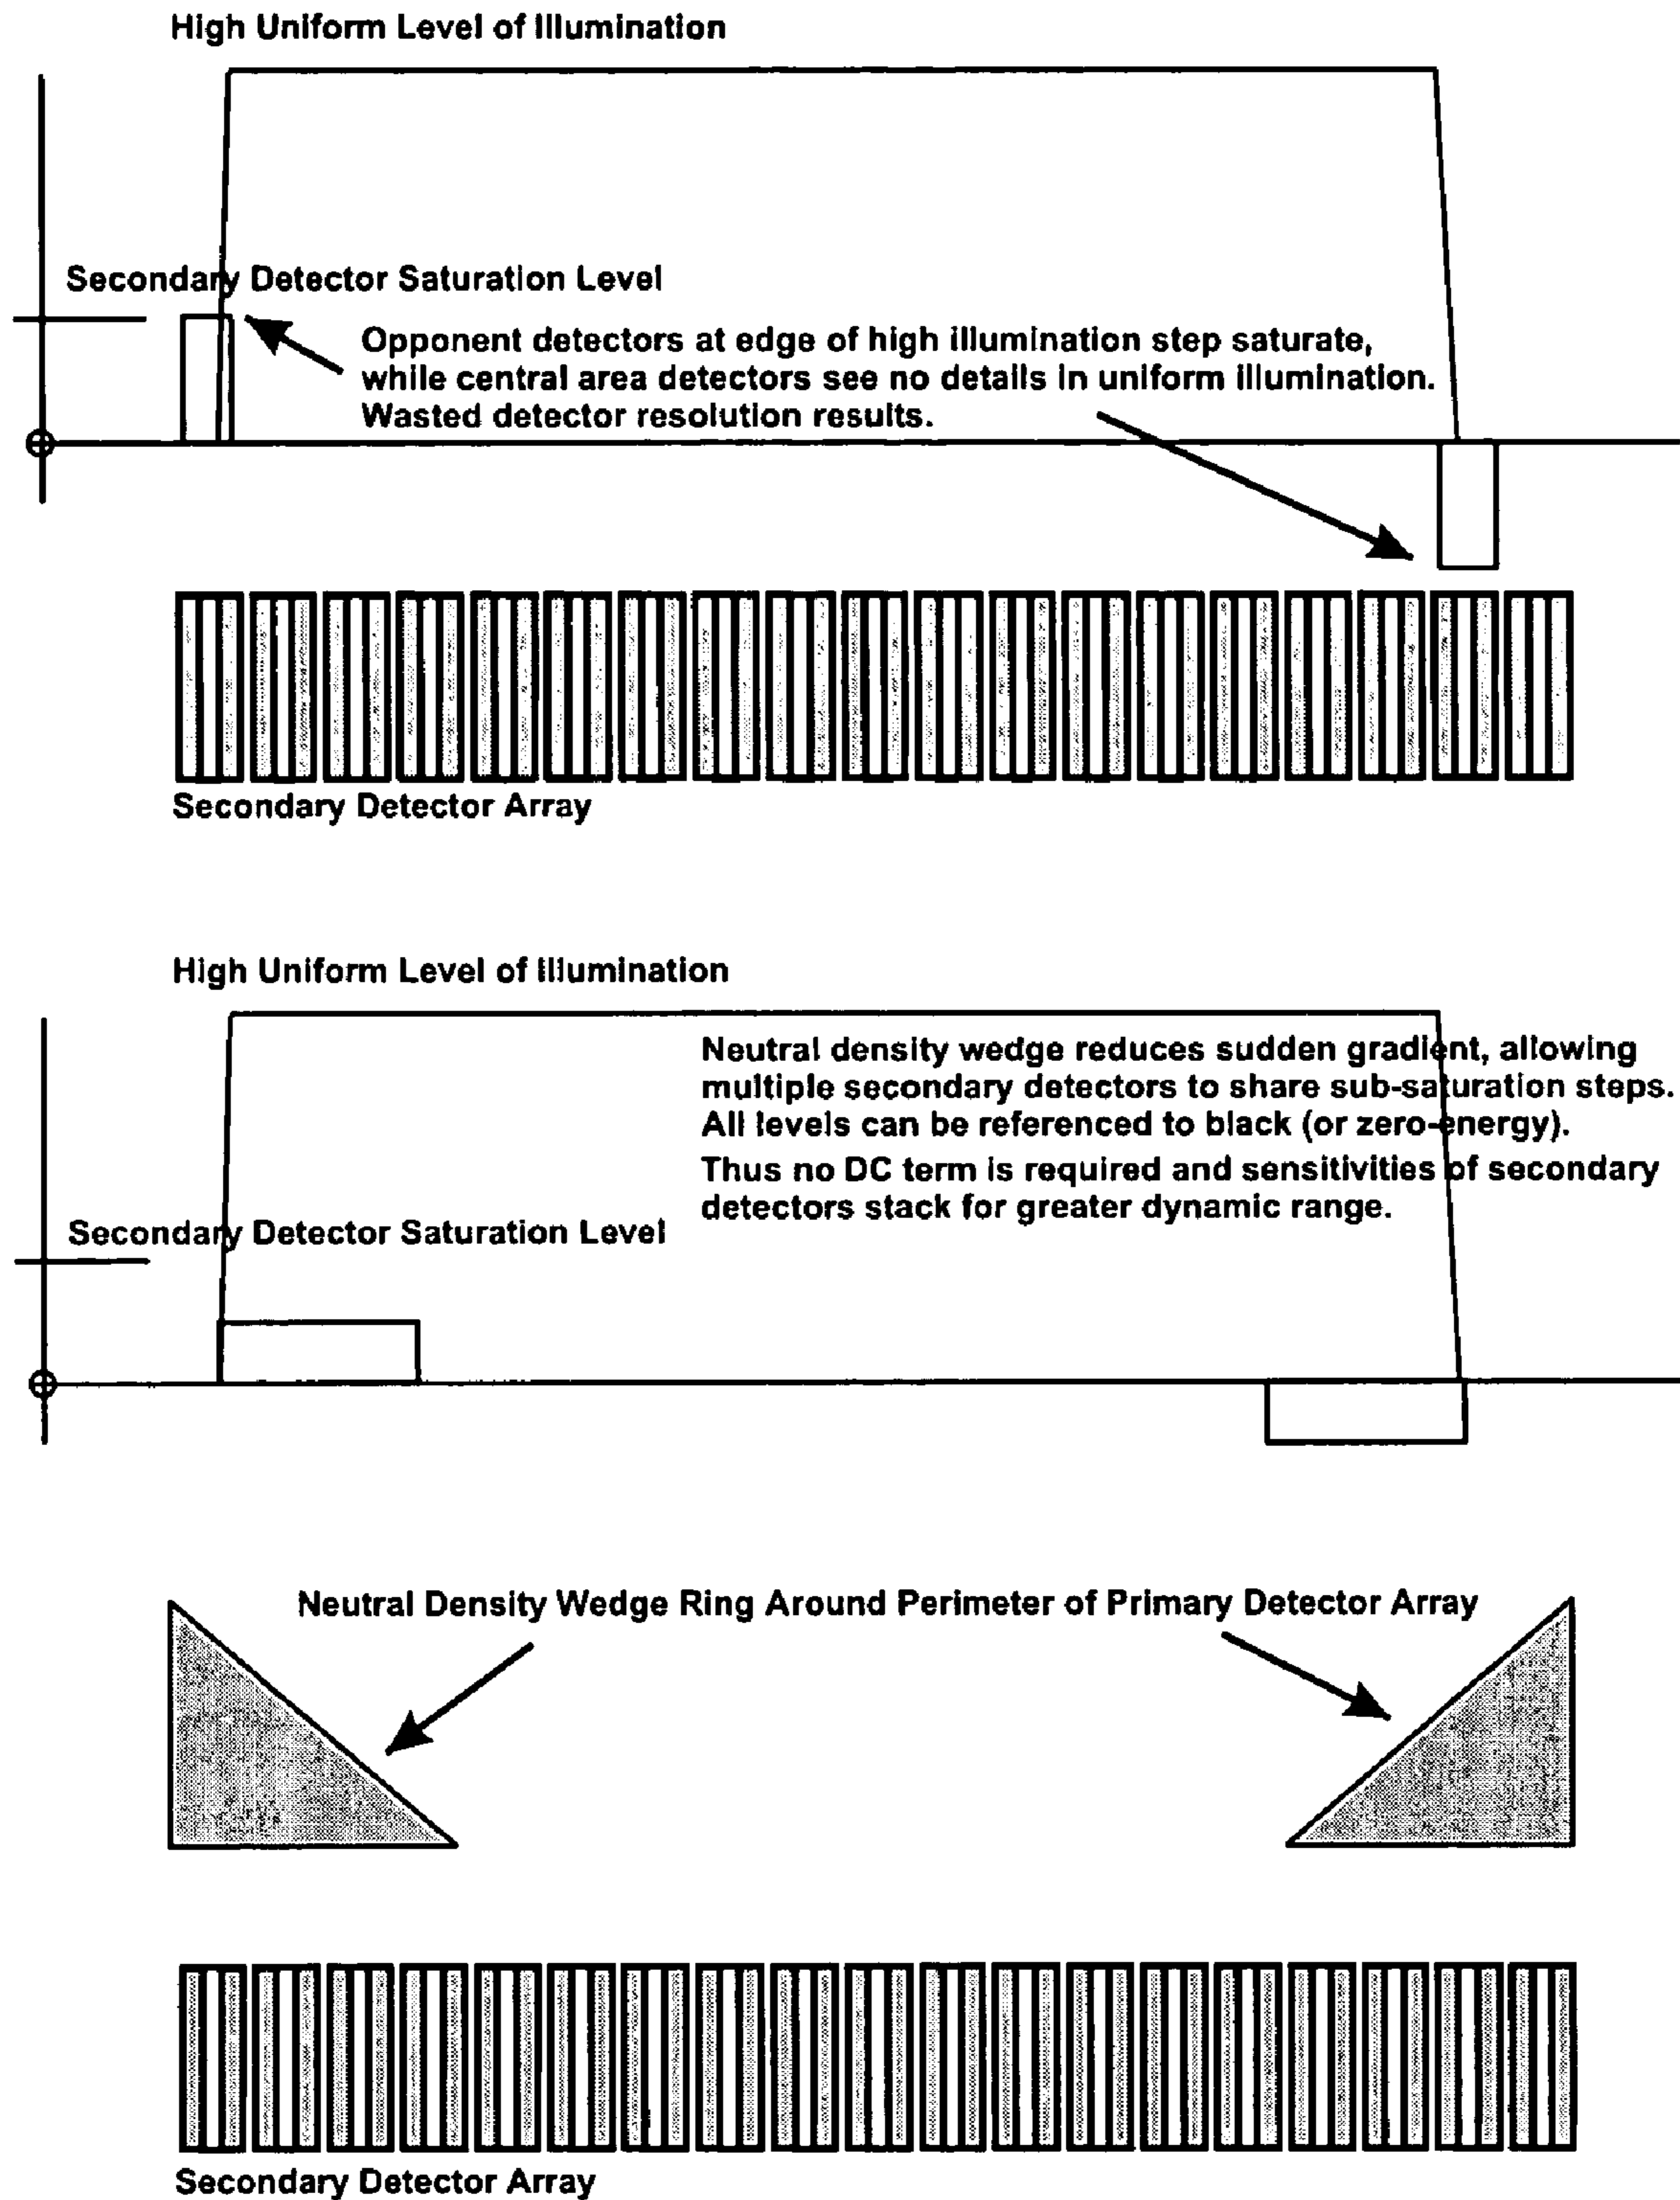 High Uniform Level of Illumination
Secondary Detector Saturation Level
Opponent detectors at edge of high illumination step saturate,
while central area detectors see no details in uniform illumination.
Wasted detector resolution results.
Secondary Detector Array
High Uniform Level of Illumination
Neutral density wedge reduces sudden gradient, allowing
multiple secondary detectors to share sub-saturation steps.
All levels can be referenced to black (or zero-energy).
Thus no DC term is required and sensitivities of secondary
detectors stack for greater dynamic range.
Secondary Detector Saturation Level
Neutral Density Wedge Ring Around Perimeter of Primary Detector Array
Secondary Detector Array